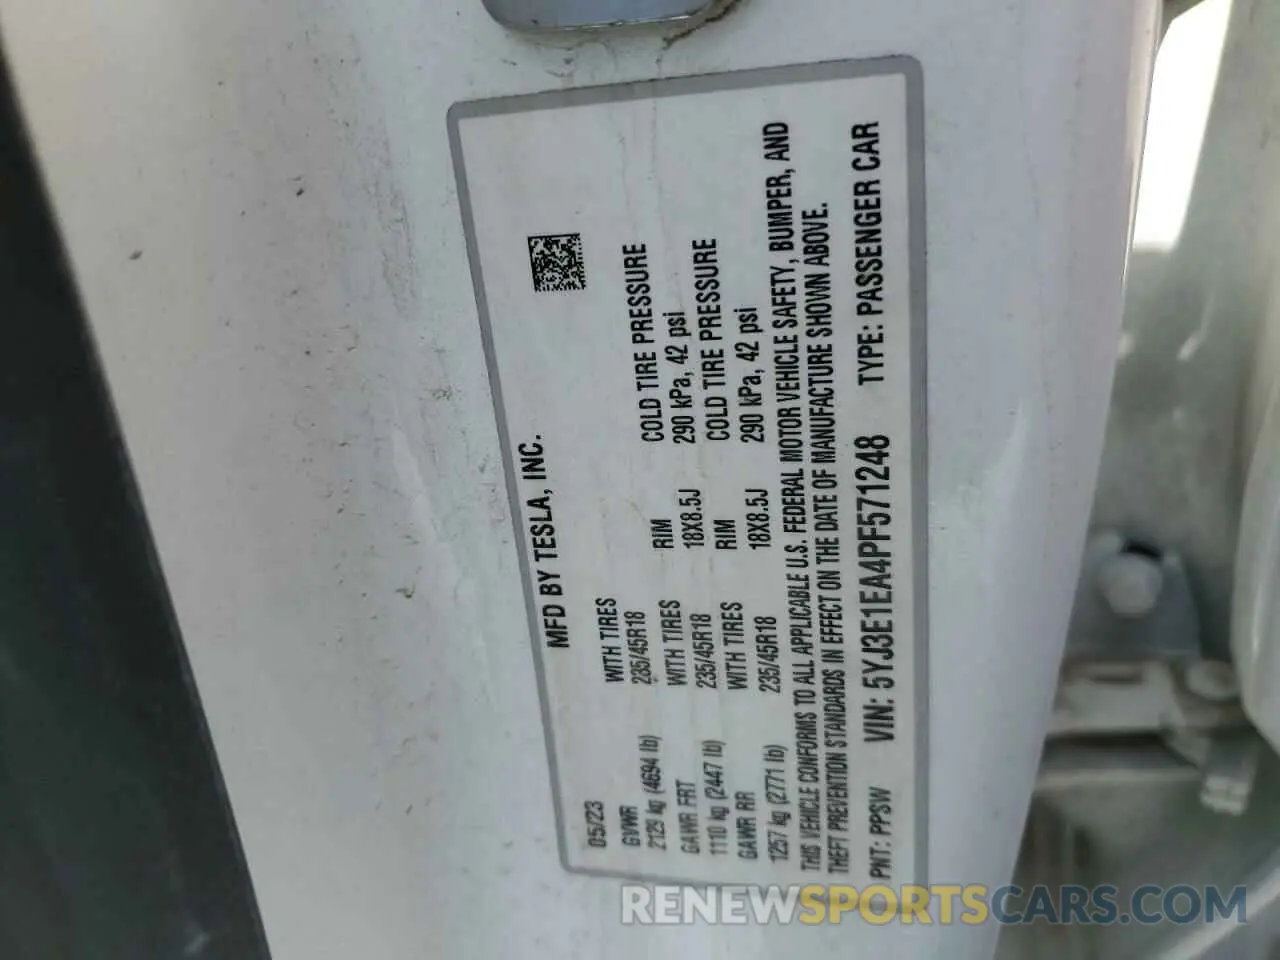 MFD BY TESLA, INC.
05/23
GVWR WITH TIRES RIM COLD TIRE PRESSURE
2129 kg (4694 lb) 235/45R18 18X8.5J 290 kPa, 42 psi
GAWR FRT WITH TIRES RIM COLD TIRE PRESSURE
1110 kg (2447 lb) 235/45R18 18X8.5J 290 kPa, 42 psi
GAWR RR WITH TIRES
1257 kg (2771 lb) 235/45R18
THIS VEHICLE CONFORMS TO ALL APPLICABLE U.S. FEDERAL MOTOR VEHICLE SAFETY, BUMPER, AND
THEFT PREVENTION STANDARDS IN EFFECT ON THE DATE OF MANUFACTURE SHOWN ABOVE.
PNT: PPSW VIN: 5YJ3E1EA4PF571248 TYPE: PASSENGER CAR
RENEWSPORTSCARS.COM